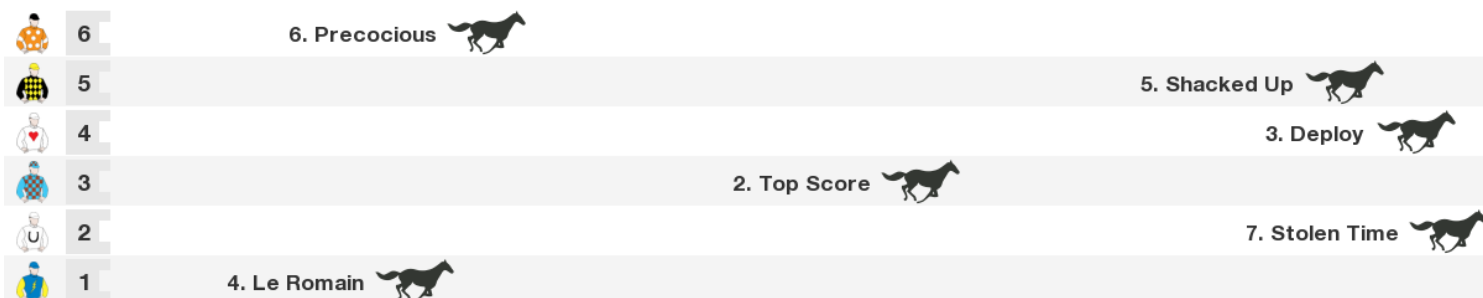 6 6. Precocious
5 5. Shacked Up
4 3. Deploy
3 2. Top Score
2 U 7. Stolen Time
1 4. Le Romain